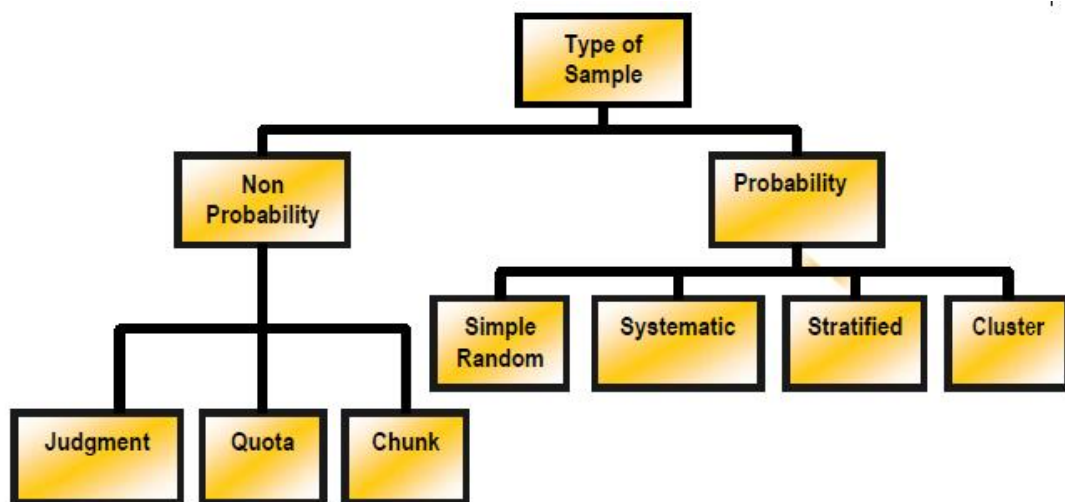 Type of
Sample
Non
Probability
Probability
Simple
Random
Systematic
Stratified
Cluster
Judgment
Quota
Chunk